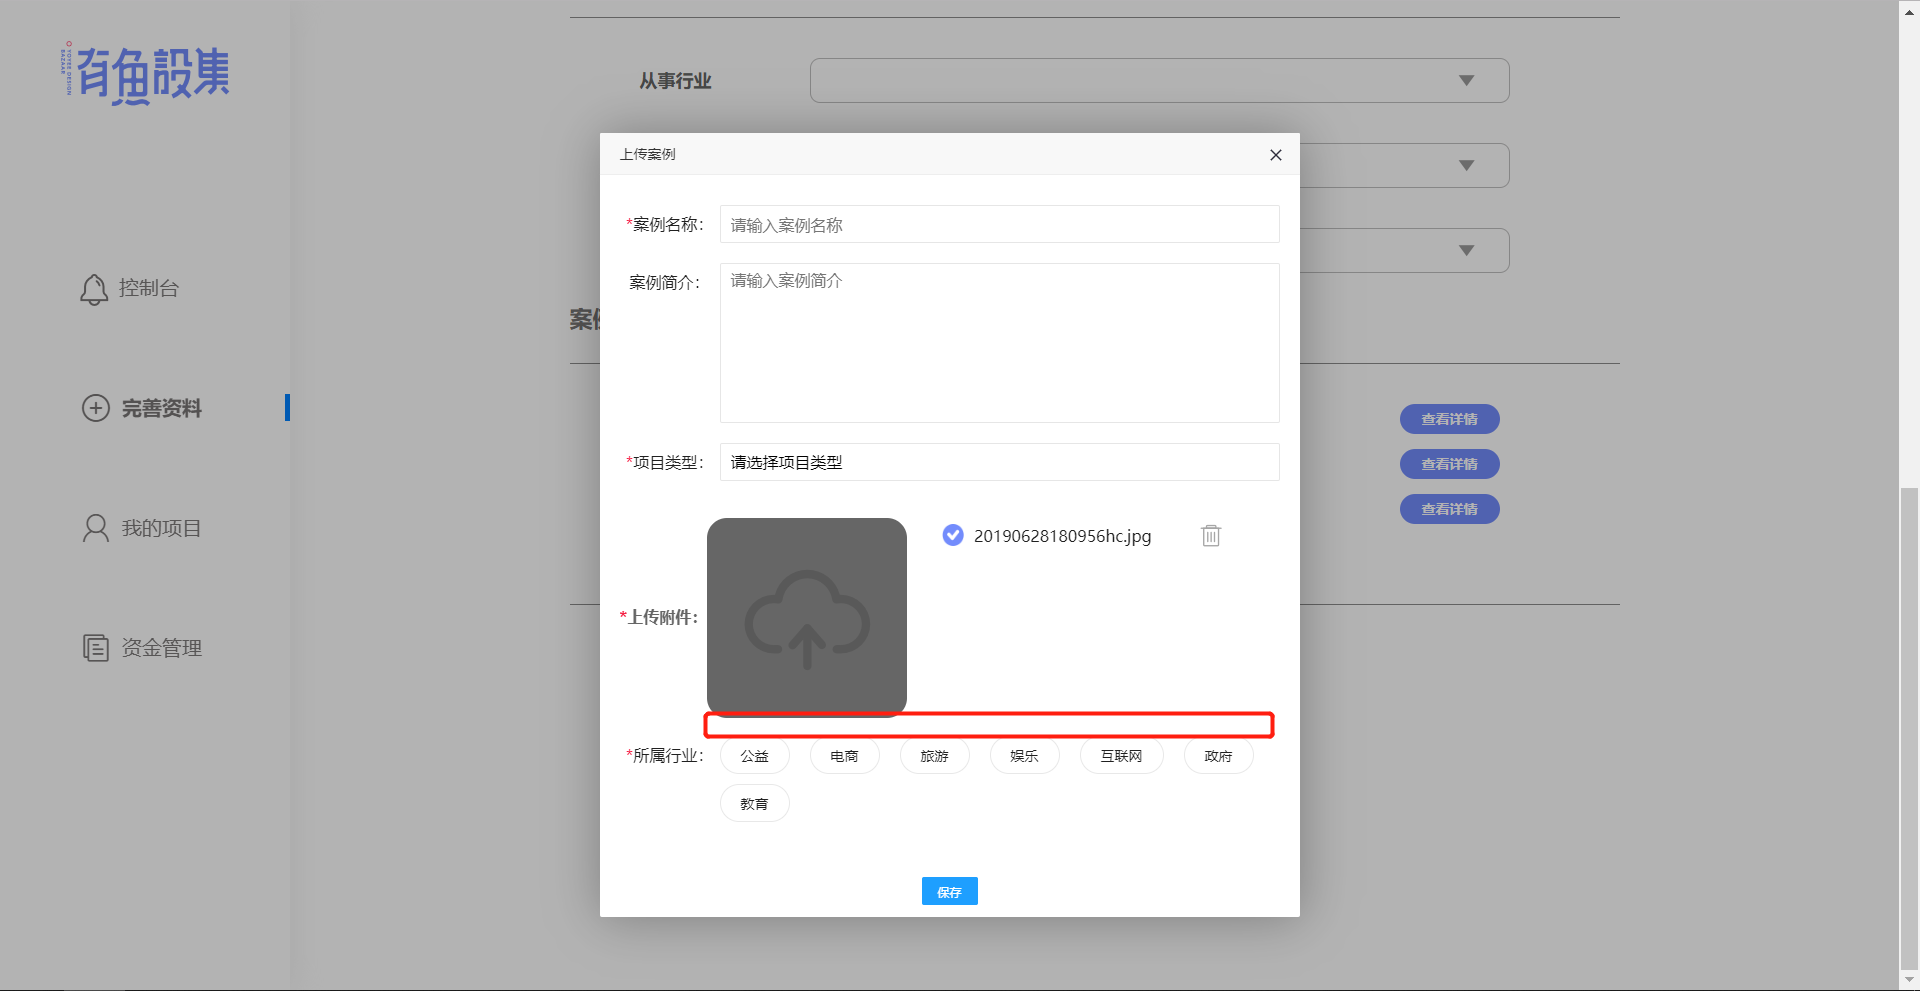 有魚設集
YOYEE DESIGN
BAZAAR
从事行业
上传案例
*案例名称：
请输入案例名称
案例简介：
请输入案例简介
*项目类型：
请选择项目类型
控制台
完善资料
我的项目
资金管理
查看详情
查看详情
查看详情
20190628180956hc.jpg
*上传附件：
*所属行业：
公益
电商
旅游
娱乐
互联网
政府
教育
保存